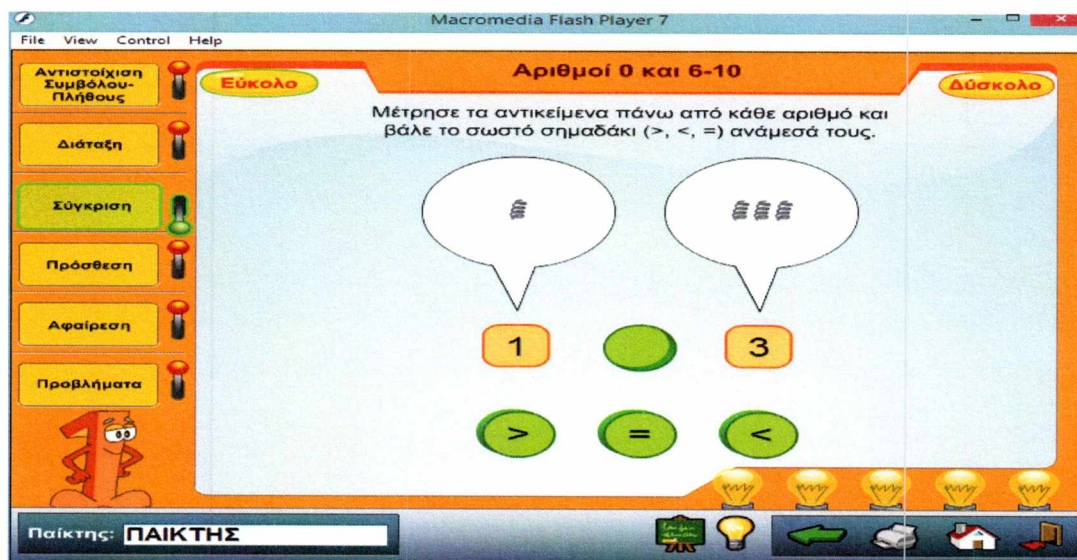 Macromedia Flash Player 7
File View Control Help
Αντιστοίχιση
Συμβόλου-
Πλήθους
Διάταξη
Σύγκριση
Πρόσθεση
Αφαίρεση
Προβλήματα
Εύκολο
Αριθμοί 0 και 6-10
Δύσκολο
Μέτρησε τα αντικείμενα πάνω από κάθε αριθμό και
βάλε το σωστό σημαδάκι (>, <, =) ανάμεσά τους.
1 3
> = <
Παίκτης: ΠΑΙΚΤΗΣ